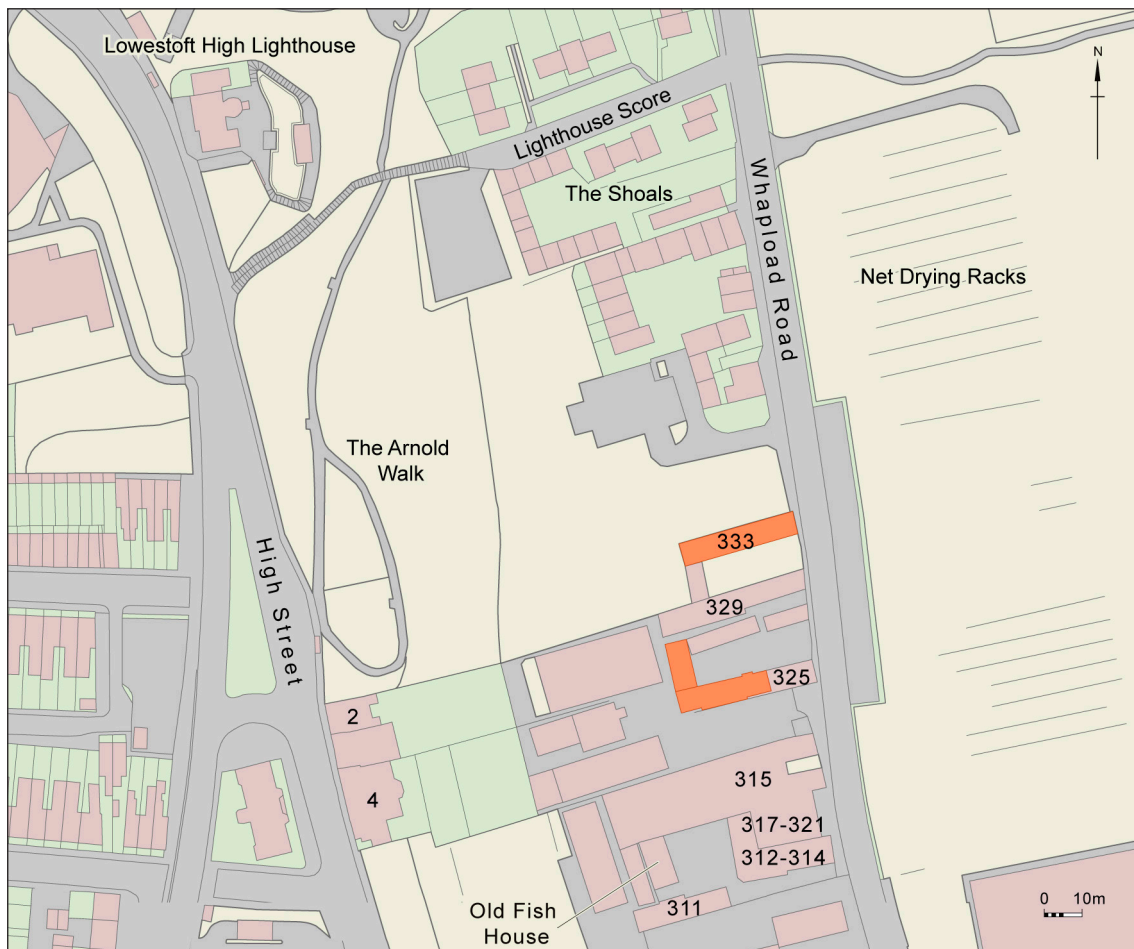 Lowestoft High Lighthouse
N
Lighthouse Score
The Shoals
Whapload Road
Net Drying Racks
The Arnold
Walk
High Street
333
329
325
2
4
315
317-321
312-314
311
Old Fish
House
0 10m